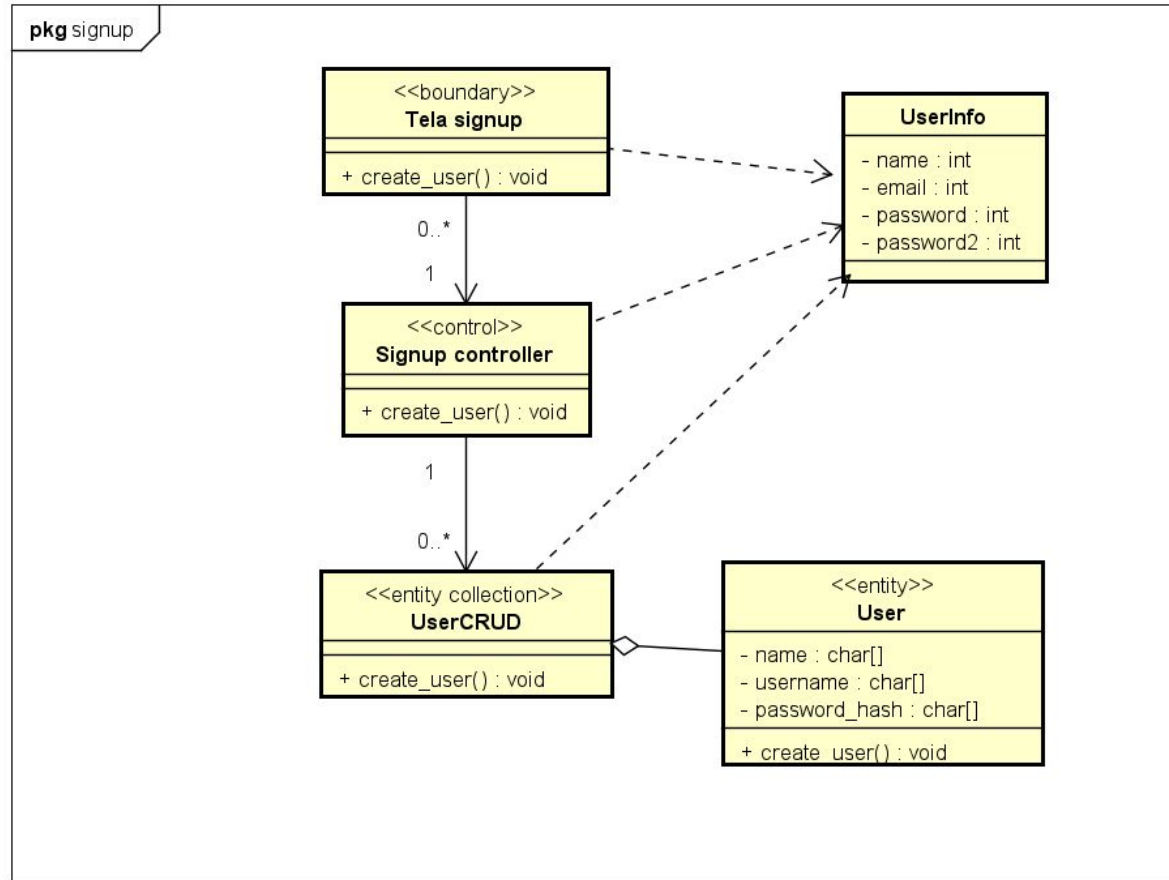 pkg signup
<<boundary>>
Tela signup
+ create_user() : void
UserInfo
- name : int
- email : int
- password : int
- password2 : int
0..*
1
<<control>>
Signup controller
+ create_user() : void
1
0..*
<<entity collection>>
UserCRUD
+ create_user() : void
<<entity>>
User
- name : char[]
- username : char[]
- password_hash : char[]
+ create_user() : void